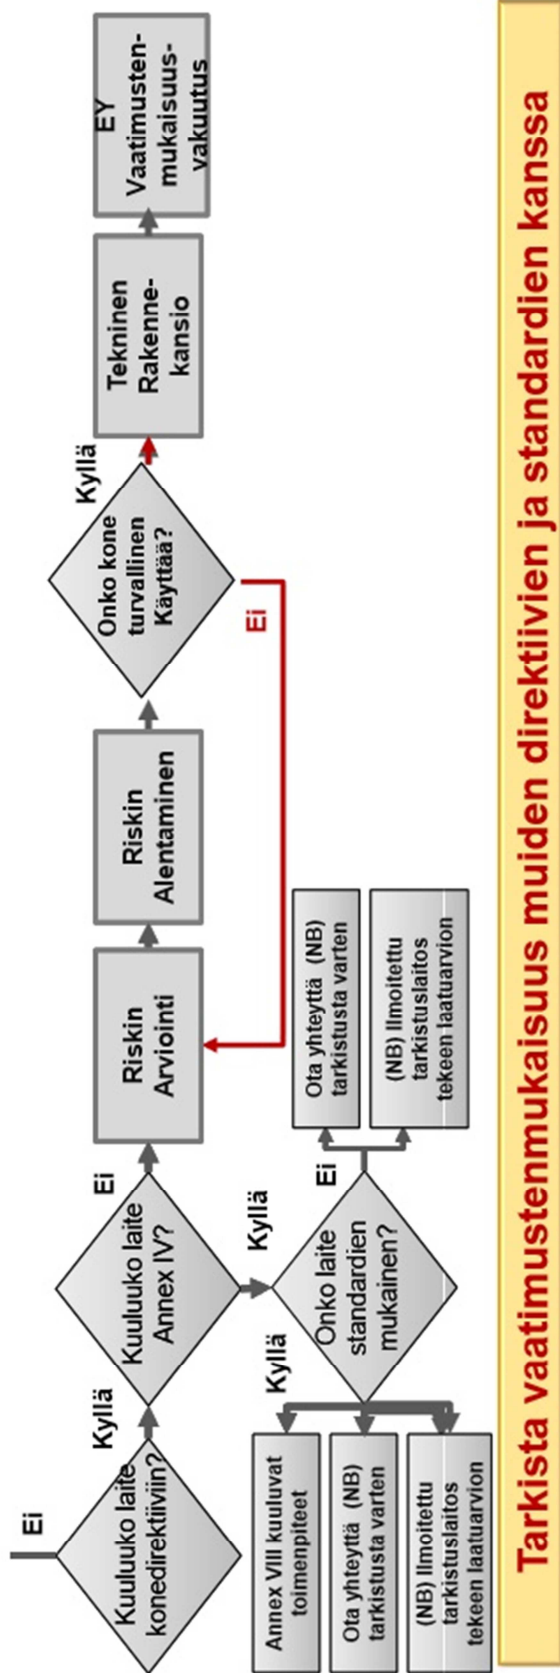 Ei
Kuuluuko laite
konedirektiiviin?
Kyllä
Kuuluuko laite
Annex IV?
Ei
Riskin
Arviointi
Riskin
Alentaminen
Onko kone
turvallinen
Käyttää?
Kyllä
Tekninen
Rakenne-
kansio
EY
Vaatimusten-
mukaisuus-
vakuutus
Ei
Kyllä
Onko laite
standardien
mukainen?
Kyllä
Ei
Annex VIII kuuluvat
toimenpiteet
Ota yhteyttä (NB)
tarkistusta varten
(NB) Ilmoitettu
tarkistuslaitos
tekeen laatuarvion
Ota yhteyttä (NB)
tarkistusta varten
(NB) Ilmoitettu
tarkistuslaitos
tekeen laatuarvion
Tarkista vaatimustenmukaisuus muiden direktiivien ja standardien kanssa